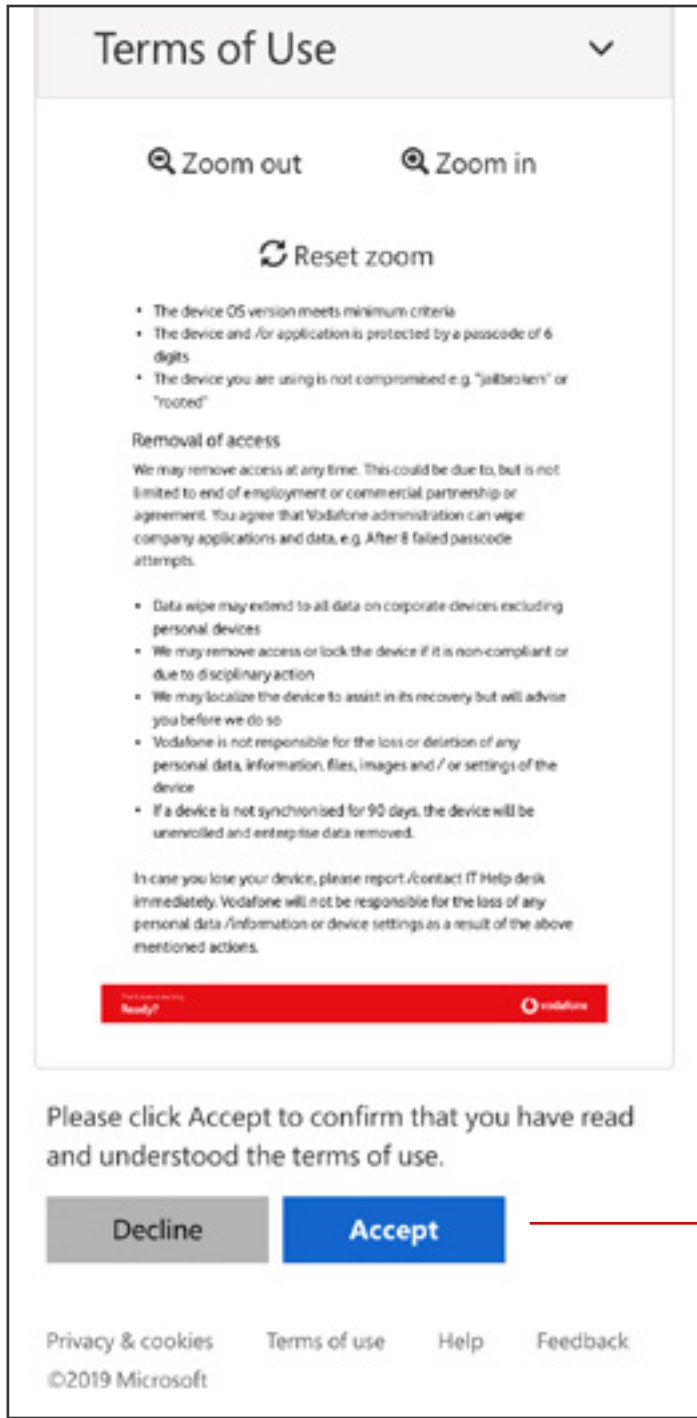 Terms of Use
Zoom out Zoom in
Reset zoom
• The device OS version meets minimum criteria
• The device and /or application is protected by a passcode of 6
digits
• The device you are using is not compromised e.g. "jailbroken" or
"rooted"
Removal of access
We may remove access at any time. This could be due to, but is not
limited to end of employment or commercial partnership or
agreement. You agree that Vodafone administration can wipe
company applications and data, e.g. After 8 failed passcode
attempts.
• Data wipe may extend to all data on corporate devices excluding
personal devices
• We may remove access or lock the device if it is non-compliant or
due to disciplinary action
• We may localize the device to assist in its recovery but will advise
you before we do so
• Vodafone is not responsible for the loss or deletion of any
personal data, information, files, images and / or settings of the
device
• If a device is not synchronised for 90 days, the device will be
unenrolled and enterprise data removed.
In case you lose your device, please report /contact IT Help desk
immediately. Vodafone will not be responsible for the loss of any
personal data /information or device settings as a result of the above
mentioned actions.
Ready? vodafone
Please click Accept to confirm that you have read
and understood the terms of use.
Decline Accept
Privacy & cookies Terms of use Help Feedback
©2019 Microsoft